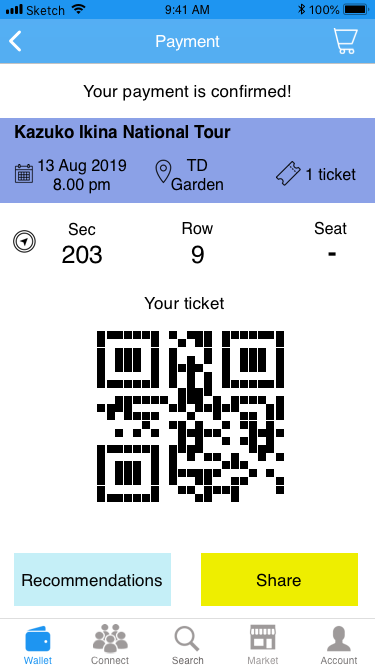 Sketch 9:41 AM 100%
Payment
Your payment is confirmed!
Kazuko Ikina National Tour
13 Aug 2019
8.00 pm
TD
Garden
1 ticket
Sec Row Seat
203 9 -
Your ticket
Recommendations Share
Wallet Connect Search Market Account